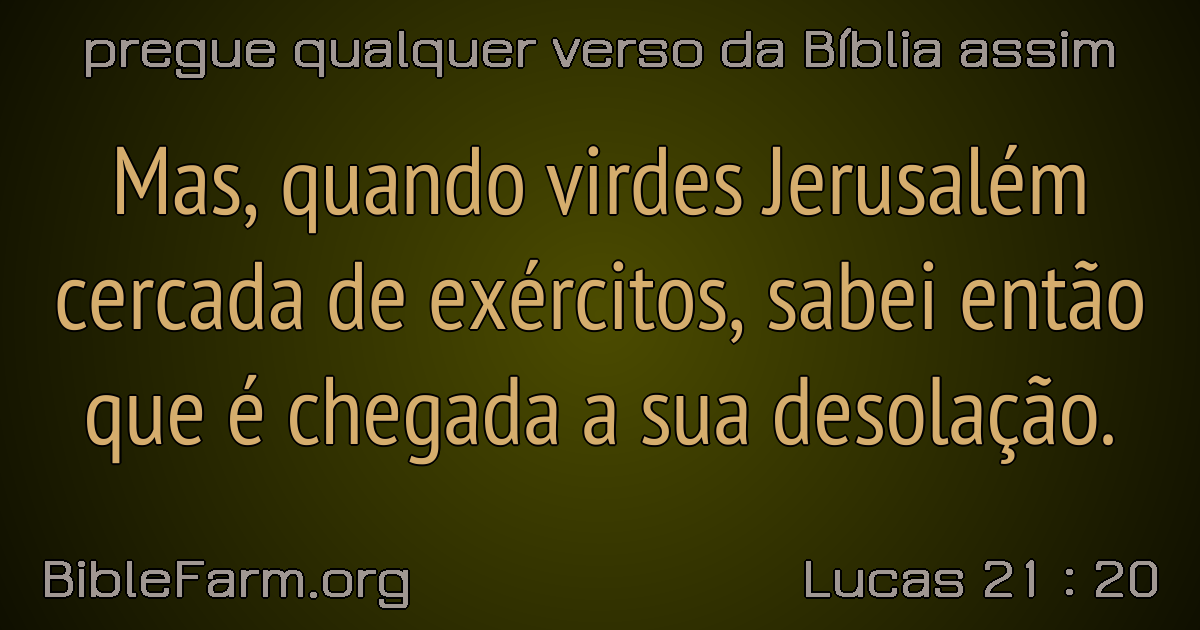 pregue qualquer verso da Bíblia assim
Mas, quando virdes Jerusalém
cercada de exércitos, sabei então
que é chegada a sua desolação.
BibleFarm.org
Lucas 21 : 20